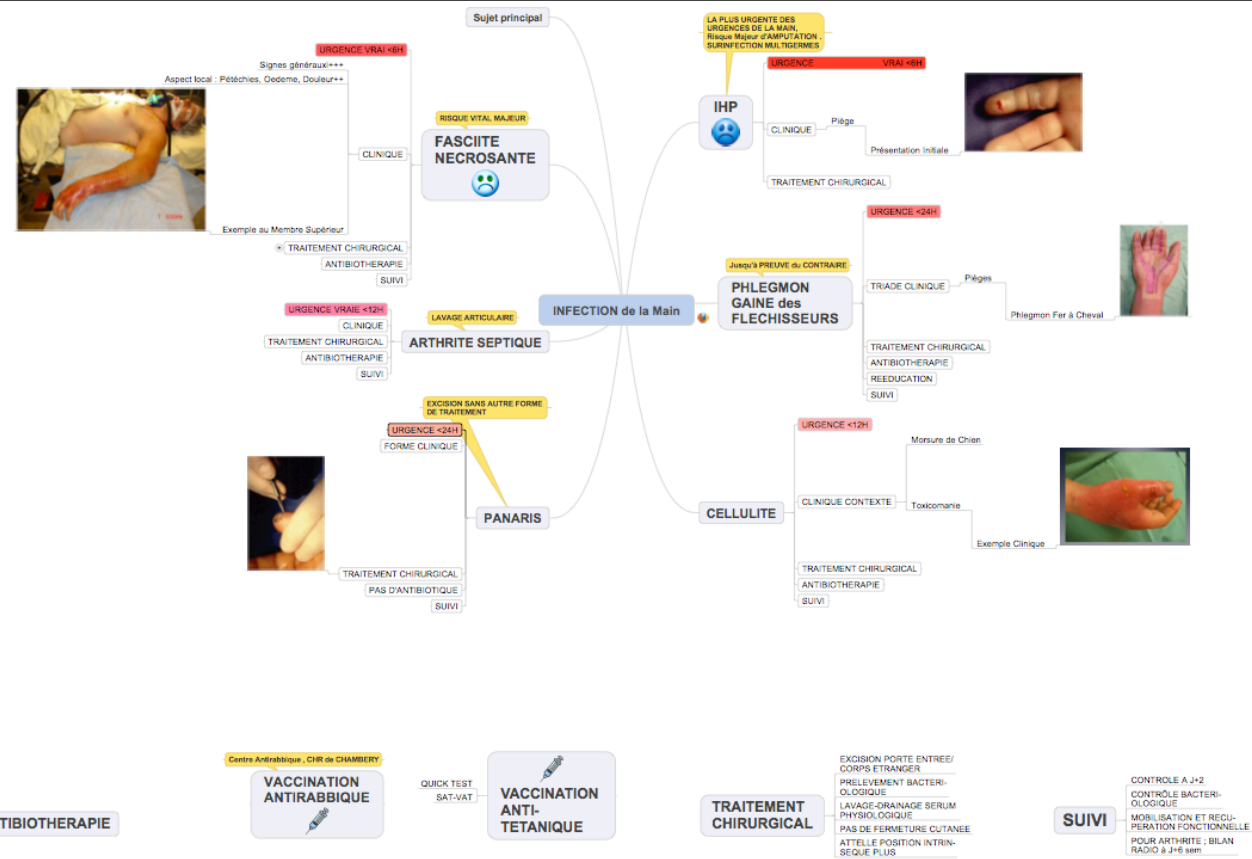 Sujet principal
LA PLUS URGENTE DES
URGENCES DE LA MAIN,
Risque Majeur d'AMPUTATION .
SURINFECTION MULTIGERMES
URGENCE VRAI <6H
IHP
CLINIQUE
Piège
Présentation Initiale
TRAITEMENT CHIRURGICAL
URGENCE VRAI <6H
Signes générauxi+++
Aspect local : Pétéchies, Oedeme, Douleur++
RISQUE VITAL MAJEUR
FASCIITE
NECROSANTE
CLINIQUE
Exemple au Membre Supérieur
TRAITEMENT CHIRURGICAL
ANTIBIOTHERAPIE
SUIVI
URGENCE <24H
Jusqu'à PREUVE du CONTRAIRE
PHLEGMON
GAINE des
FLECHISSEURS
TRIADE CLINIQUE
Pièges
Phlegmon Fer à Cheval
TRAITEMENT CHIRURGICAL
ANTIBIOTHERAPIE
REEDUCATION
SUIVI
INFECTION de la Main
URGENCE VRAIE <12H
CLINIQUE
TRAITEMENT CHIRURGICAL
ANTIBIOTHERAPIE
SUIVI
LAVAGE ARTICULAIRE
ARTHRITE SEPTIQUE
EXCISION SANS AUTRE FORME
DE TRAITEMENT
URGENCE <24H
FORME CLINIQUE
PANARIS
TRAITEMENT CHIRURGICAL
PAS D'ANTIBIOTIQUE
SUIVI
URGENCE <12H
Morsure de Chien
CELLULITE
CLINIQUE CONTEXTE
Toxicomanie
Exemple Clinique
TRAITEMENT CHIRURGICAL
ANTIBIOTHERAPIE
SUIVI
TIBIOTHERAPIE
Centre Antirabbique , CHR de CHAMBERY
VACCINATION
ANTIRABBIQUE
QUICK TEST
SAT-VAT
VACCINATION
ANTI-
TETANIQUE
TRAITEMENT
CHIRURGICAL
EXCISION PORTE ENTREE/
CORPS ETRANGER
PRELEVEMENT BACTERI-
OLOGIQUE
LAVAGE-DRAINAGE SERUM
PHYSIOLOGIQUE
PAS DE FERMETURE CUTANEE
ATTELLE POSITION INTRIN-
SEQUE PLUS
SUIVI
CONTROLE A J+2
CONTRÔLE BACTERI-
OLOGIQUE
MOBILISATION ET RECU-
PERATION FONCTIONNELLE
POUR ARTHRITE ; BILAN
RADIO à J+6 sem